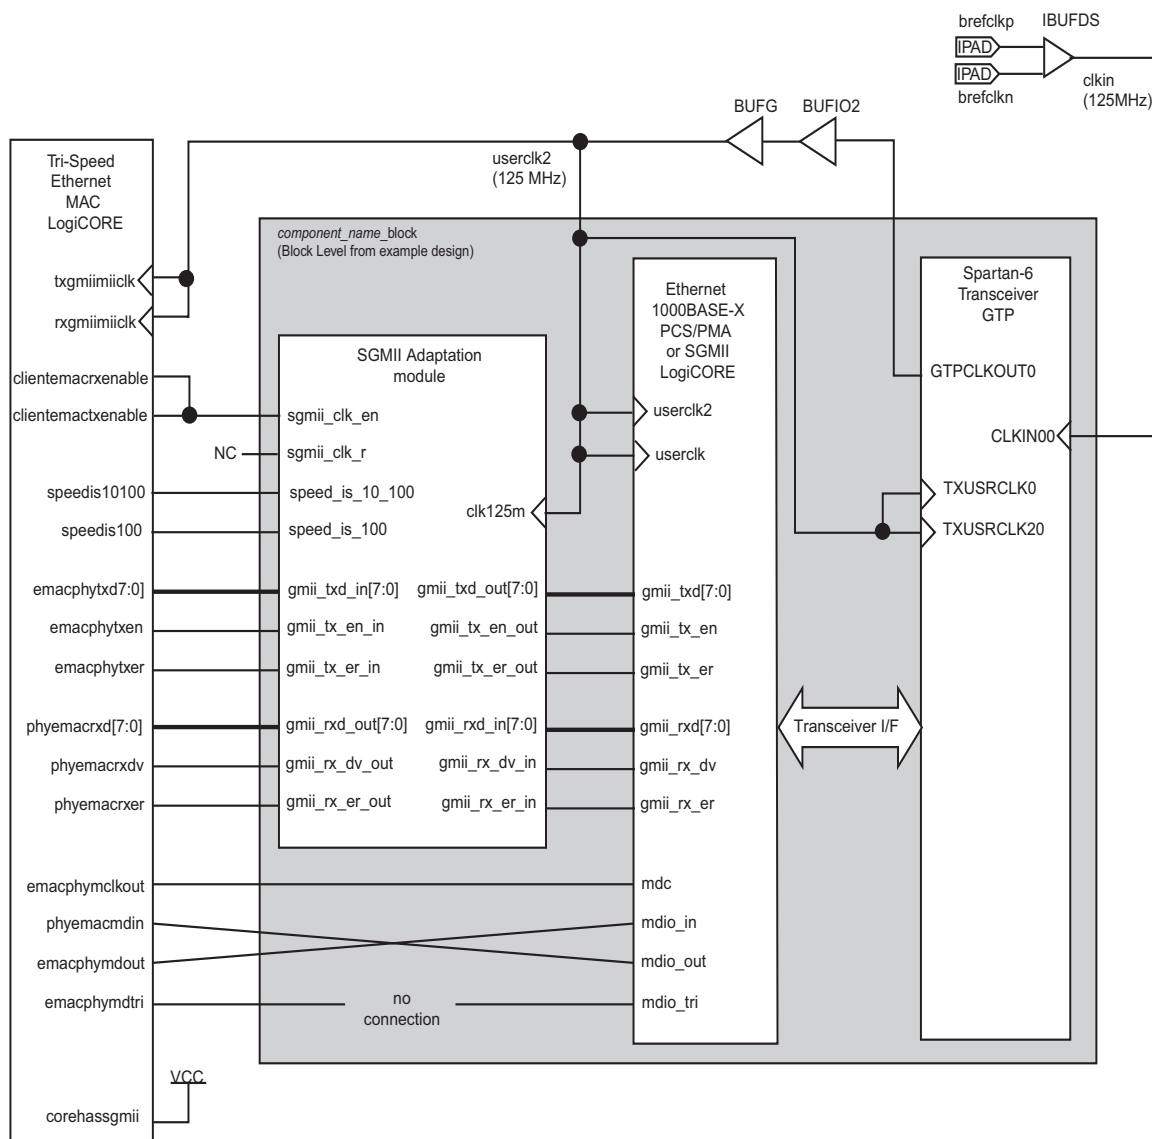 brefclkp
IBUFDS
IPAD
IPAD
brefclkn
clkin
(125MHz)
BUFG
BUFIO2
userclk2
(125 MHz)
Tri-Speed
Ethernet
MAC
LogiCORE
component_name_block
(Block Level from example design)
txgmiimiiclk
rxgmiimiiclk
clientemacrxenable
clientemactxenable
NC
speedis10100
speedis100
emacphytxd7:0]
emacphytxen
emacphytxer
phyemacrxd[7:0]
phyemacrxdv
phyemacrxer
emacphymclkout
phyemacmdin
emacphymdout
emacphymdtri
corehassgmii
VCC
no
connection
SGMII Adaptation
module
sgmii_clk_en
sgmii_clk_r
speed_is_10_100
speed_is_100
clk125m
gmii_txd_in[7:0]
gmii_txd_out[7:0]
gmii_tx_en_in
gmii_tx_en_out
gmii_tx_er_in
gmii_tx_er_out
gmii_rxd_out[7:0]
gmii_rxd_in[7:0]
gmii_rx_dv_out
gmii_rx_dv_in
gmii_rx_er_out
gmii_rx_er_in
Ethernet
1000BASE-X
PCS/PMA
or SGMII
LogiCORE
userclk2
userclk
gmii_txd[7:0]
gmii_tx_en
gmii_tx_er
gmii_rxd[7:0]
gmii_rx_dv
gmii_rx_er
mdc
mdio_in
mdio_out
mdio_tri
Transceiver I/F
Spartan-6
Transceiver
GTP
GTPCLKOUT0
CLKIN00
TXUSRCLK0
TXUSRCLK20